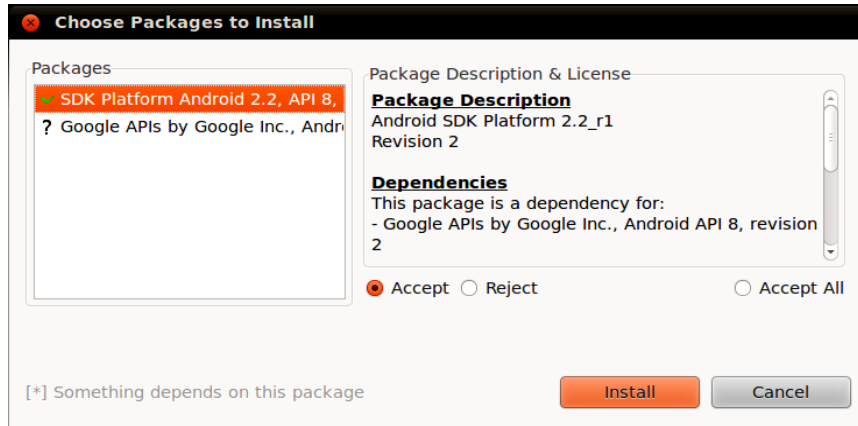 Choose Packages to Install
Packages
SDK Platform Android 2.2, API 8,
? Google APIs by Google Inc., Andr
Package Description & License
Package Description
Android SDK Platform 2.2_r1
Revision 2
Dependencies
This package is a dependency for:
- Google APIs by Google Inc., Android API 8, revision
2
Accept Reject Accept All
[*] Something depends on this package
Install Cancel